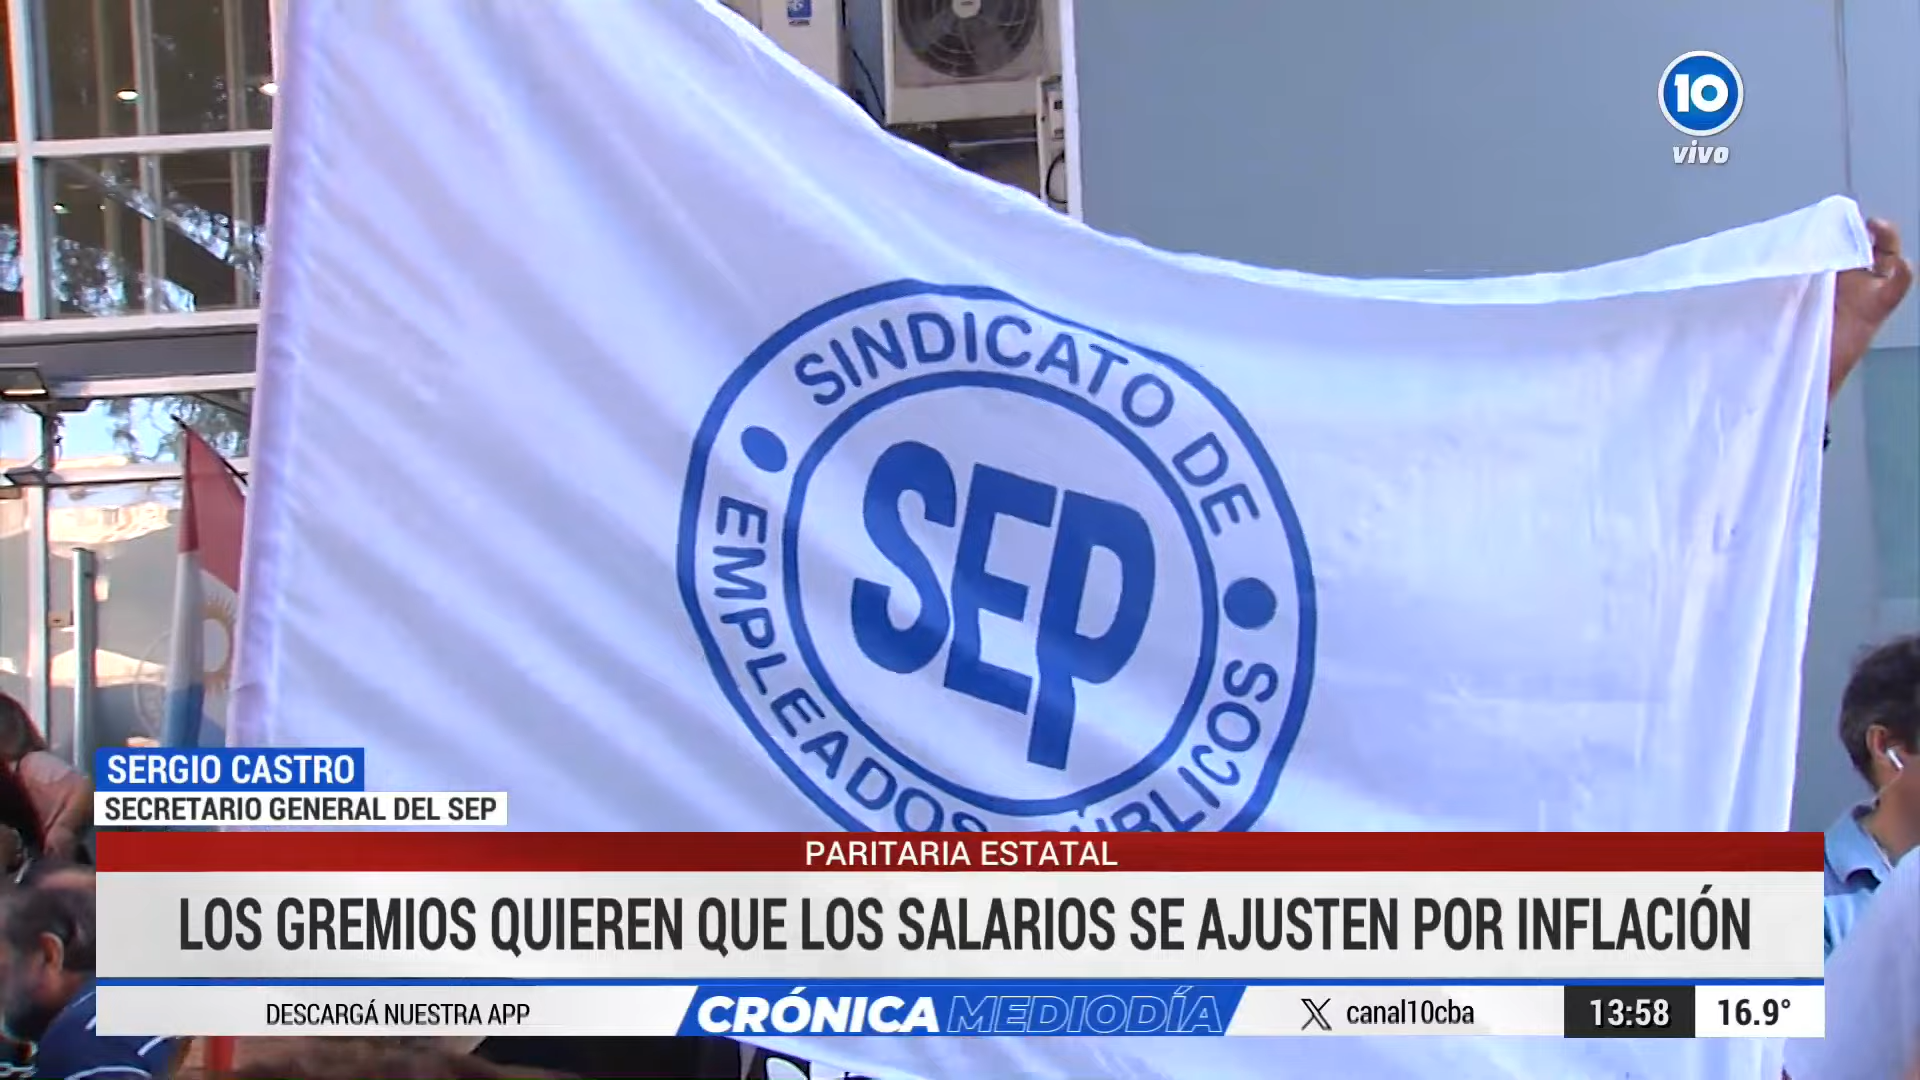 10
vivo
SINDICATO DE
SEP
EMPLEADOS PÚBLICOS
SERGIO CASTRO
SECRETARIO GENERAL DEL SEP
PARITARIA ESTATAL
LOS GREMIOS QUIEREN QUE LOS SALARIOS SE AJUSTEN POR INFLACIÓN
DESCARGÁ NUESTRA APP
CRÓNICA MEDIODÍA
X canal10cba
13:58
16.9°